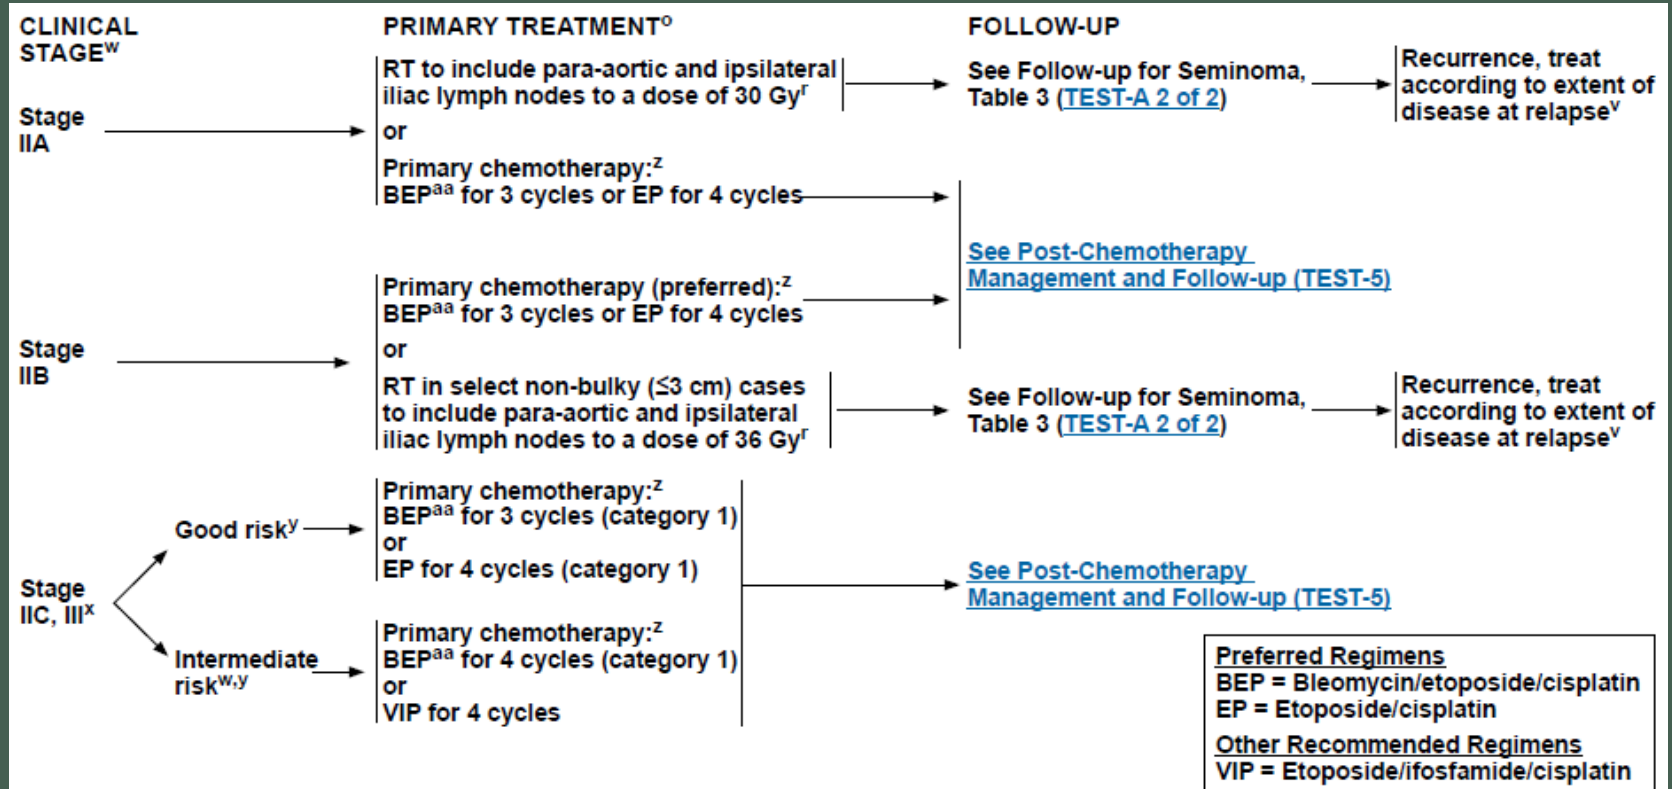 CLINICAL
STAGEʷ
PRIMARY TREATMENTᵒ
FOLLOW-UP
Stage
IIA
RT to include para-aortic and ipsilateral
iliac lymph nodes to a dose of 30 Gyʳ
or
Primary chemotherapy:ᶻ
BEPᵃᵃ for 3 cycles or EP for 4 cycles
See Follow-up for Seminoma,
Table 3 (TEST-A 2 of 2)
Recurrence, treat
according to extent of
disease at relapseᵛ
See Post-Chemotherapy
Management and Follow-up (TEST-5)
Stage
IIB
Primary chemotherapy (preferred):ᶻ
BEPᵃᵃ for 3 cycles or EP for 4 cycles
or
RT in select non-bulky (≤3 cm) cases
to include para-aortic and ipsilateral
iliac lymph nodes to a dose of 36 Gyʳ
See Follow-up for Seminoma,
Table 3 (TEST-A 2 of 2)
Recurrence, treat
according to extent of
disease at relapseᵛ
Stage
IIC, IIIˣ
Good riskʸ
Primary chemotherapy:ᶻ
BEPᵃᵃ for 3 cycles (category 1)
or
EP for 4 cycles (category 1)
Intermediate
riskʷ,ʸ
Primary chemotherapy:ᶻ
BEPᵃᵃ for 4 cycles (category 1)
or
VIP for 4 cycles
See Post-Chemotherapy
Management and Follow-up (TEST-5)
Preferred Regimens
BEP = Bleomycin/etoposide/cisplatin
EP = Etoposide/cisplatin
Other Recommended Regimens
VIP = Etoposide/ifosfamide/cisplatin